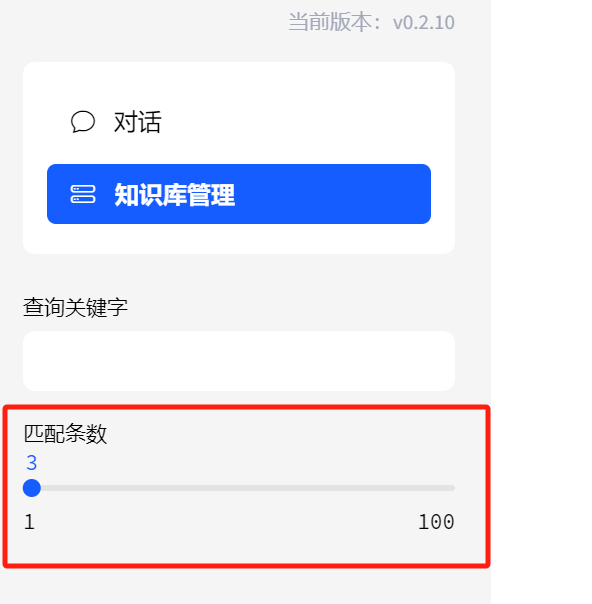 当前版本：v0.2.10
对话
知识库管理
查询关键字
匹配条数
3
1 100